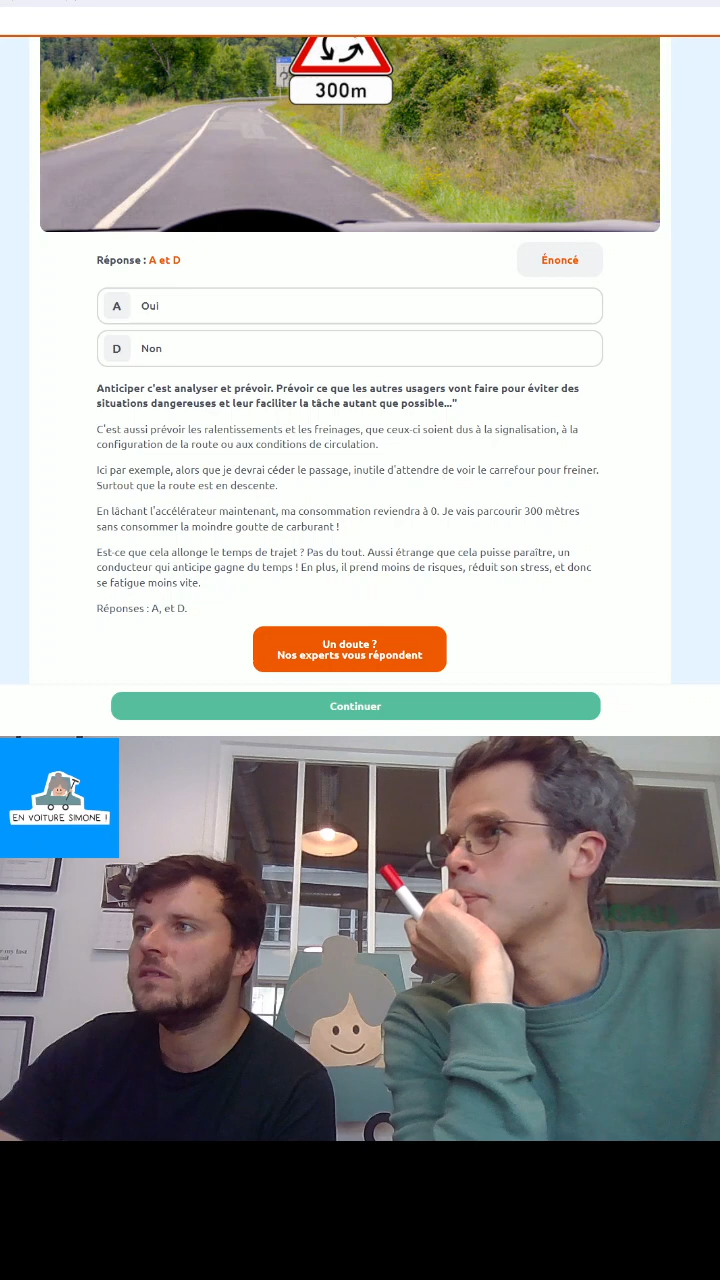 300m
Réponse : A et D
Énoncé
A Oui
D Non
Anticiper c'est analyser et prévoir. Prévoir ce que les autres usagers vont faire pour éviter des
situations dangereuses et leur faciliter la tâche autant que possible..."
C'est aussi prévoir les ralentissements et les freinages, que ceux-ci soient dus à la signalisation, à la
configuration de la route ou aux conditions de circulation.
Ici par exemple, alors que je devrai céder le passage, inutile d'attendre de voir le carrefour pour freiner.
Surtout que la route est en descente.
En lâchant l'accélérateur maintenant, ma consommation reviendra à 0. Je vais parcourir 300 mètres
sans consommer la moindre goutte de carburant !
Est-ce que cela allonge le temps de trajet ? Pas du tout. Aussi étrange que cela puisse paraître, un
conducteur qui anticipe gagne du temps ! En plus, il prend moins de risques, réduit son stress, et donc
se fatigue moins vite.
Réponses : A, et D.
Un doute ?
Nos experts vous répondent
Continuer
EN VOITURE SIMONE !